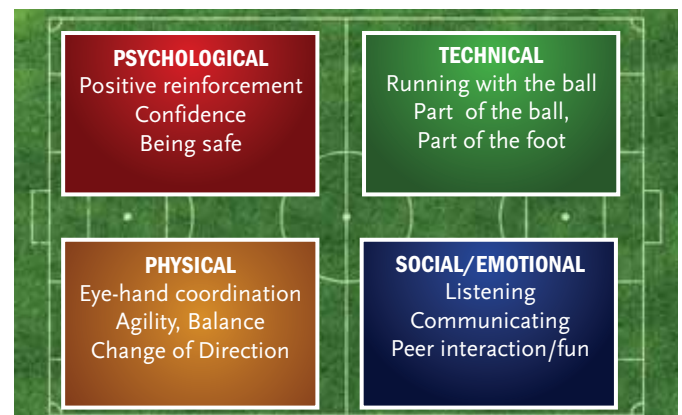 PSYCHOLOGICAL
Positive reinforcement
Confidence
Being safe
TECHNICAL
Running with the ball
Part of the ball,
Part of the foot
PHYSICAL
Eye-hand coordination
Agility, Balance
Change of Direction
SOCIAL/EMOTIONAL
Listening
Communicating
Peer interaction/fun